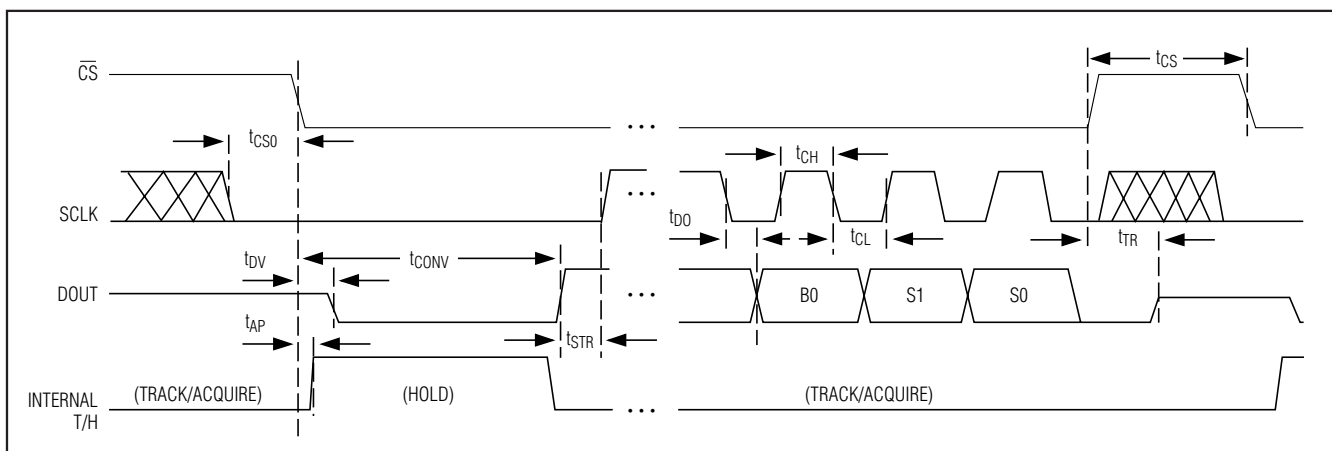 CS
tCS
tCS0
tCH
...
...
SCLK
tDO
tCL
tTR
tDV
tCONV
DOUT
...
B0
S1
S0
tAP
tSTR
INTERNAL
T/H
(TRACK/ACQUIRE)
(HOLD)
...
(TRACK/ACQUIRE)